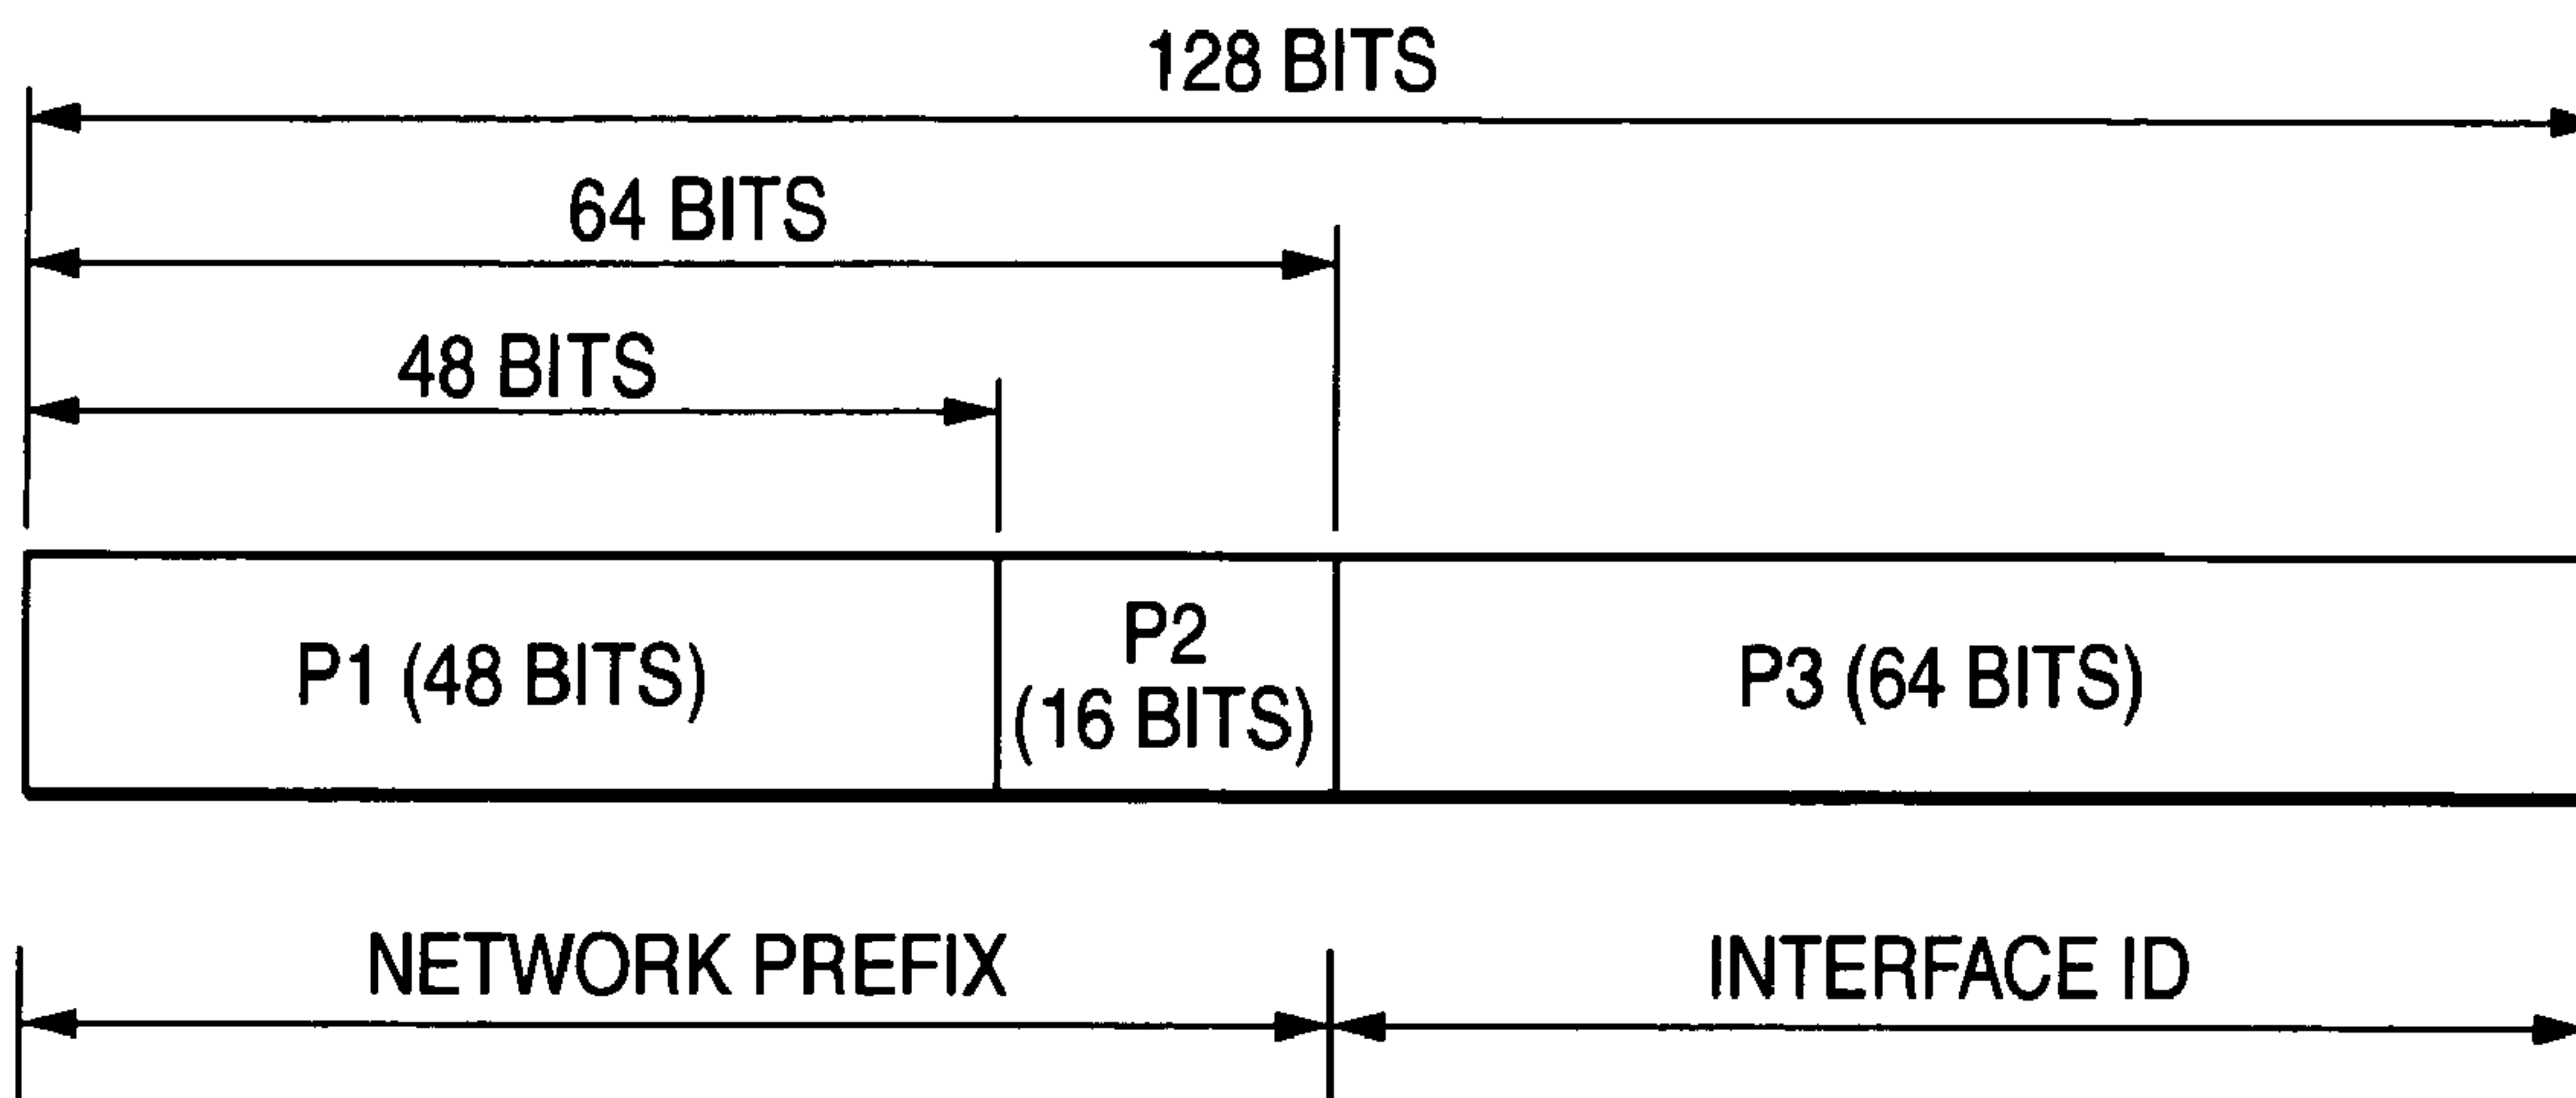 128 BITS
64 BITS
48 BITS
P1 (48 BITS)
P2
(16 BITS)
P3 (64 BITS)
NETWORK PREFIX
INTERFACE ID